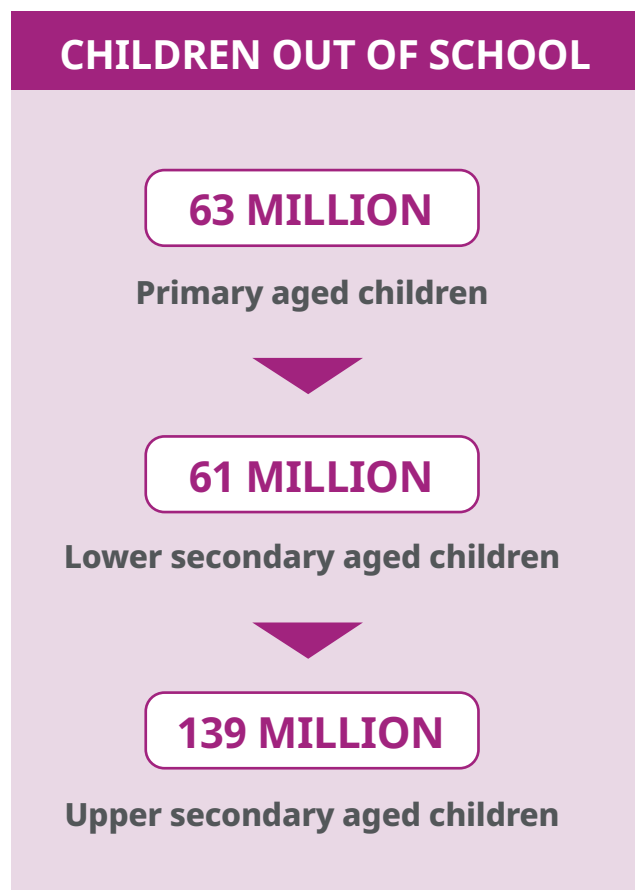 CHILDREN OUT OF SCHOOL
63 MILLION
Primary aged children
61 MILLION
Lower secondary aged children
139 MILLION
Upper secondary aged children